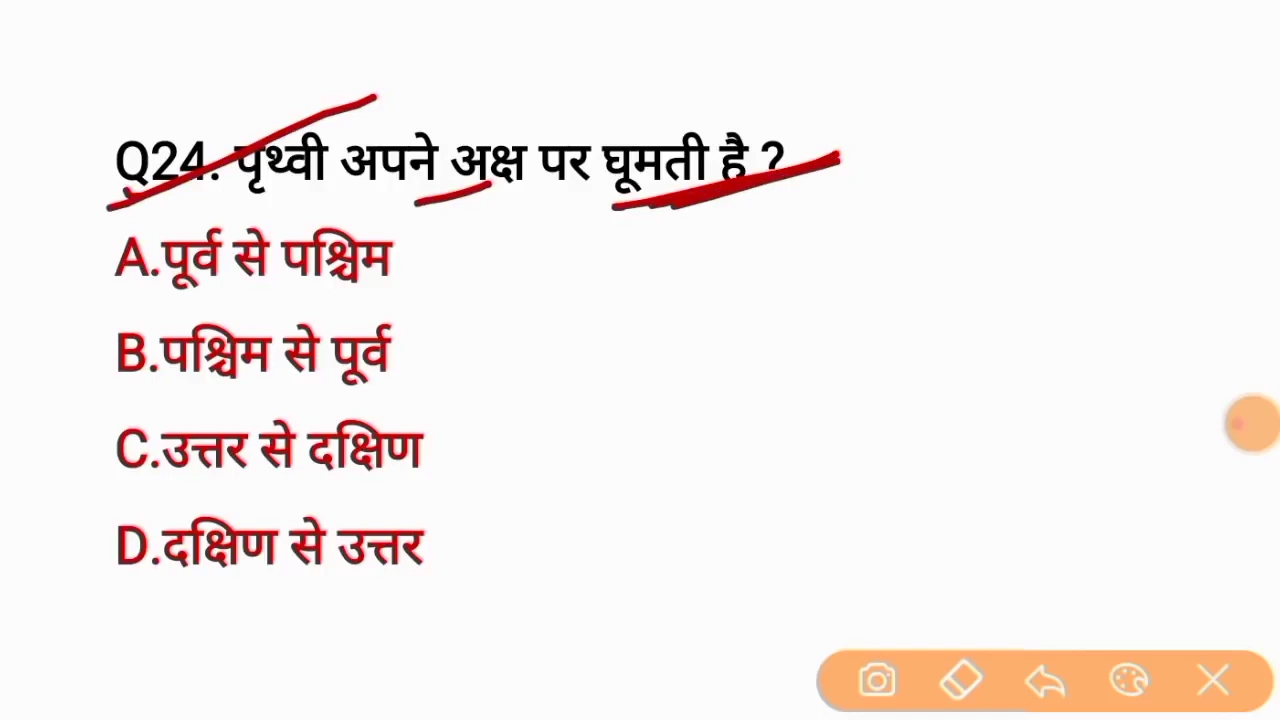 Q24. पृथ्वी अपने अक्ष पर घूमती है ?
A.पूर्व से पश्चिम
B.पश्चिम से पूर्व
C.उत्तर से दक्षिण
D.दक्षिण से उत्तर